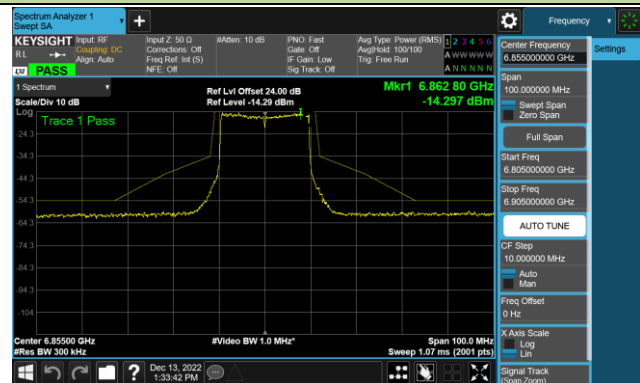 Spectrum Analyzer 1
Swept SA
Frequency
KEYSIGHT
Input: RF
Coupling: DC
Align: Auto
Input Z: 50 Ω
Corrections: Off
Freq Ref: Int (S)
NFE: Off
#Atten: 10 dB
PNO: Fast
Gate: Off
IF Gain: Low
Sig Track: Off
Avg Type: Power (RMS)
Avg|Hold: 100/100
Trig: Free Run
1 2 3 4 5 6
A W W W W W
A N N N N N
RL
LXI
PASS
1 Spectrum
Scale/Div 10 dB
Ref Lvl Offset 24.00 dB
Ref Level -14.29 dBm
Mkr1 6.862 80 GHz
-14.297 dBm
Log
Trace 1 Pass
1
-24.3
-34.3
-44.3
-54.3
-64.3
-74.3
-84.3
-94.3
-104
Center 6.85500 GHz
#Res BW 300 kHz
#Video BW 1.0 MHz*
Span 100.0 MHz
Sweep 1.07 ms (2001 pts)
Dec 13, 2022
1:33:42 PM
Center Frequency
6.855000000 GHz
Settings
Span
100.000000 MHz
Swept Span
Zero Span
Full Span
Start Freq
6.805000000 GHz
Stop Freq
6.905000000 GHz
AUTO TUNE
CF Step
10.000000 MHz
Auto
Man
Freq Offset
0 Hz
X Axis Scale
Log
Lin
Signal Track
(Span Zoom)